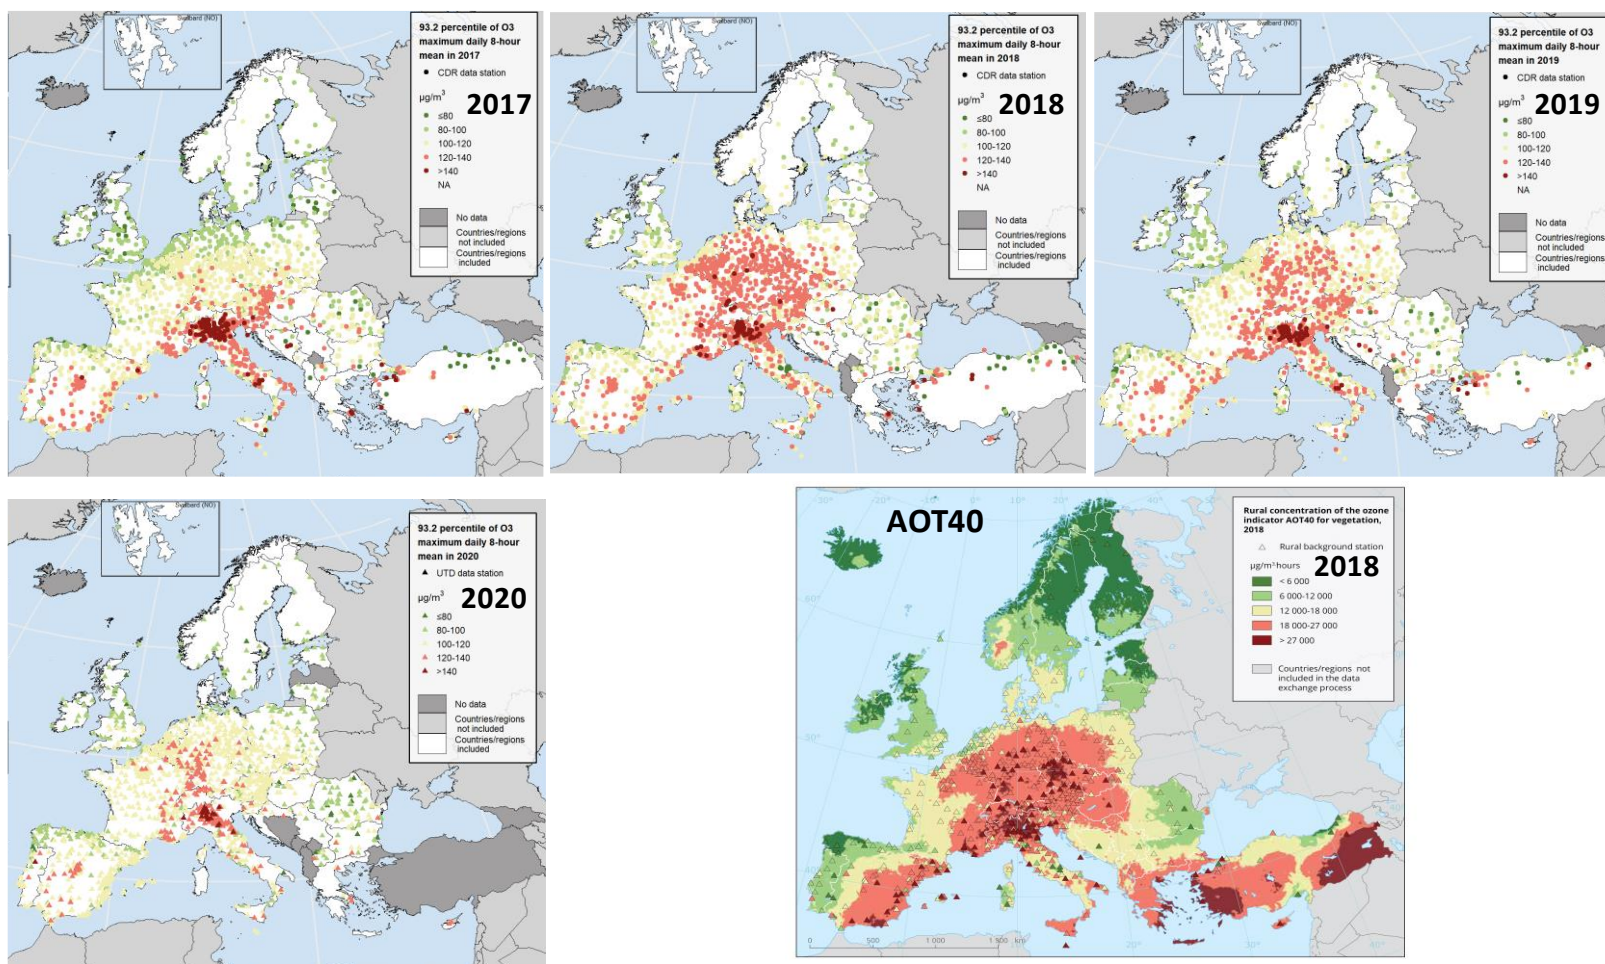 Svalbard (NO)
93.2 percentile of O3
maximum daily 8-hour
mean in 2017
CDR data station
µg/m³
2017
≤80
80-100
100-120
120-140
>140
NA
No data
Countries/regions
not included
Countries/regions
included
Svalbard (NO)
93.2 percentile of O3
maximum daily 8-hour
mean in 2018
CDR data station
µg/m³
2018
≤80
80-100
100-120
120-140
>140
NA
No data
Countries/regions
not included
Countries/regions
included
Svalbard (NO)
93.2 percentile of O3
maximum daily 8-hour
mean in 2019
CDR data station
µg/m³
2019
≤80
80-100
100-120
120-140
>140
NA
No data
Countries/regions
not included
Countries/regions
included
Svalbard (NO)
93.2 percentile of O3
maximum daily 8-hour
mean in 2020
UTD data station
µg/m³
2020
≤80
80-100
100-120
120-140
>140
No data
Countries/regions
not included
Countries/regions
included
AOT40
Rural concentration of the ozone
indicator AOT40 for vegetation,
2018
Rural background station
µg/m³·hours
2018
< 6 000
6 000-12 000
12 000-18 000
18 000-27 000
> 27 000
Countries/regions not
included in the data
exchange process
0 500 1 000 1 500 km